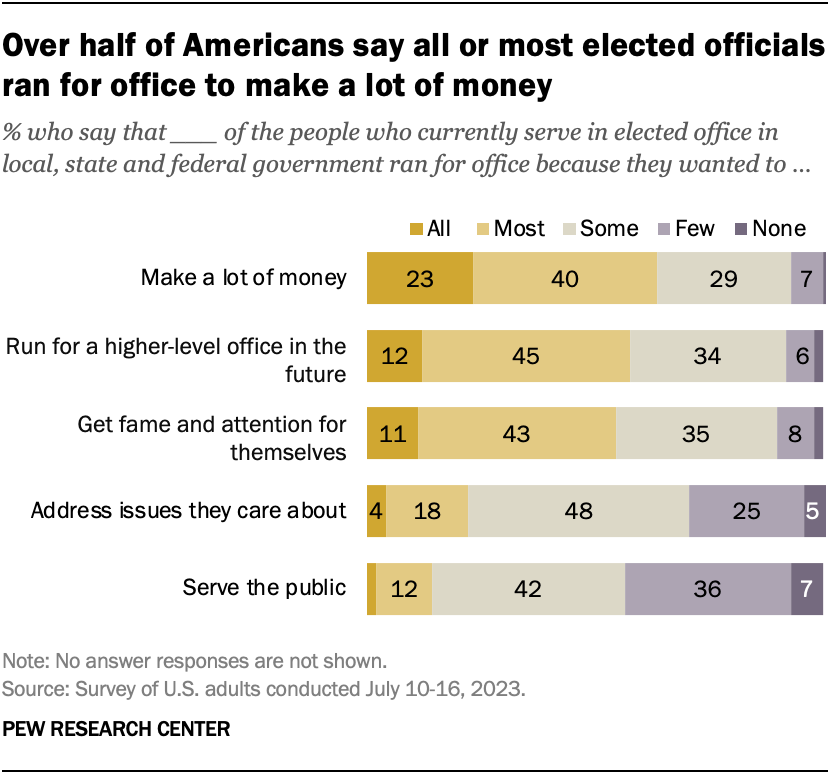 Over half of Americans say all or most elected officials
ran for office to make a lot of money
% who say that ___ of the people who currently serve in elected office in
local, state and federal government ran for office because they wanted to ...
All Most Some Few None
Make a lot of money 23 40 29 7
Run for a higher-level office in the
future
12 45 34 6
Get fame and attention for
themselves
11 43 35 8
Address issues they care about 4 18 48 25 5
Serve the public 12 42 36 7
Note: No answer responses are not shown.
Source: Survey of U.S. adults conducted July 10-16, 2023.
PEW RESEARCH CENTER